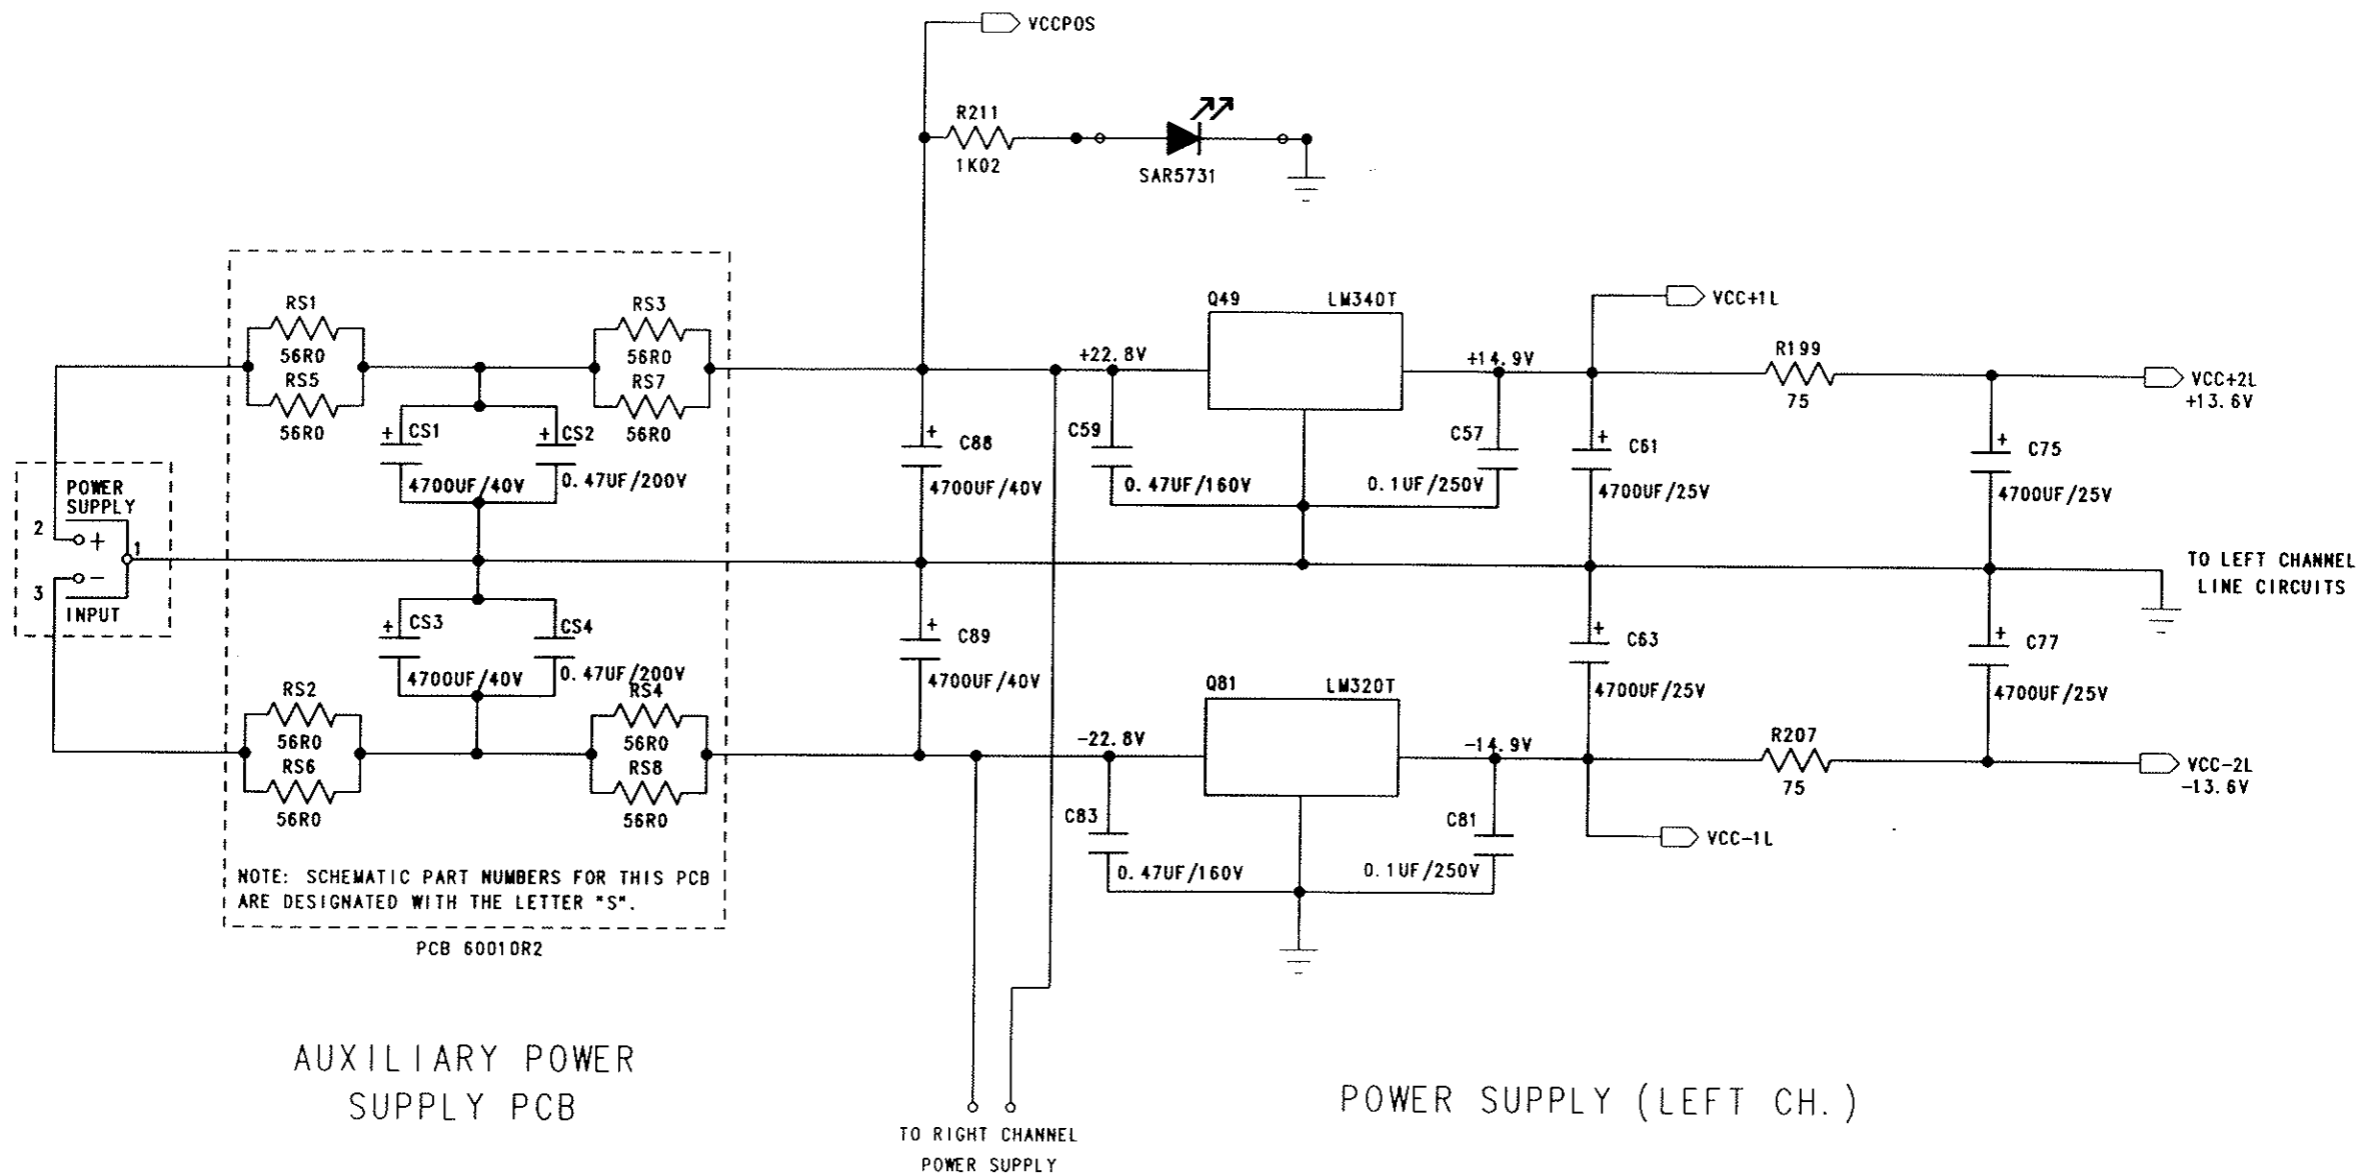 VCCPOS
R211
1K02
SAR5731
RS1
56R0
RS5
56R0
RS3
56R0
RS7
56R0
+ CS1
4700UF/40V
+ CS2
0.47UF/200V
POWER
SUPPLY
2
+
1
-
3
INPUT
+ CS3
4700UF/40V
CS4
0.47UF/200V
RS2
56R0
RS6
56R0
RS4
56R0
RS8
56R0
NOTE: SCHEMATIC PART NUMBERS FOR THIS PCB
ARE DESIGNATED WITH THE LETTER "S".
PCB 60010R2
AUXILIARY POWER
SUPPLY PCB
+ C88
4700UF/40V
+ C89
4700UF/40V
+22.8V
C59
0.47UF/160V
Q49
LM340T
+14.9V
C57
0.1UF/250V
VCC+1L
+ C61
4700UF/25V
R199
75
+ C75
4700UF/25V
VCC+2L
+13.6V
TO LEFT CHANNEL
LINE CIRCUITS
-22.8V
C83
0.47UF/160V
Q81
LM320T
-14.9V
C81
0.1UF/250V
+ C63
4700UF/25V
VCC-1L
R207
75
+ C77
4700UF/25V
VCC-2L
-13.6V
TO RIGHT CHANNEL
POWER SUPPLY
POWER SUPPLY (LEFT CH.)